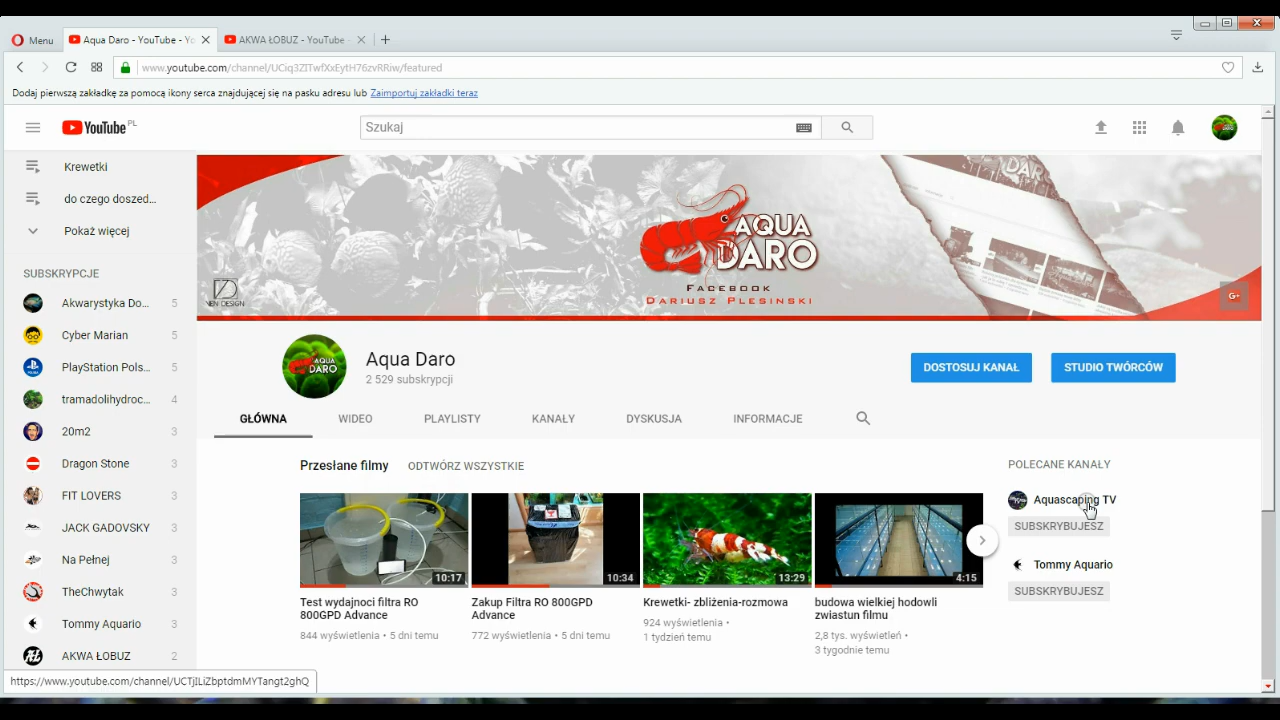 Menu
Aqua Daro - YouTube - Yo
AKWA ŁOBUZ - YouTube -
www.youtube.com/channel/UCiq3ZITwfXxEytH76zvRRiw/featured
Dodaj pierwszą zakładkę za pomocą ikony serca znajdującej się na pasku adresu lub Zaimportuj zakładki teraz
YouTube PL
Szukaj
Krewetki
do czego doszed...
Pokaż więcej
SUBSKRYPCJE
Akwarystyka Do... 5
Cyber Marian 5
PlayStation Pols... 5
tramadolihydroc... 4
20m2 3
Dragon Stone 3
FIT LOVERS 3
JACK GADOVSKY 3
Na Pełnej 3
TheChwytak 3
Tommy Aquario 3
AKWA ŁOBUZ 2
https://www.youtube.com/channel/UCTjILiZbptdmMYTangt2ghQ
AQUA
DARO
FACEBOOK
DARIUSZ PLESINSKI
VEN DESIGN
G+
AQUA
DARO
Aqua Daro
2 529 subskrypcji
DOSTOSUJ KANAŁ
STUDIO TWÓRCÓW
GŁÓWNA
WIDEO
PLAYLISTY
KANAŁY
DYSKUSJA
INFORMACJE
Przesłane filmy
ODTWÓRZ WSZYSTKIE
10:17
Test wydajnoci filtra RO
800GPD Advance
844 wyświetlenia •
5 dni temu
10:34
Zakup Filtra RO 800GPD
Advance
772 wyświetlenia •
5 dni temu
13:29
Krewetki- zbliżenia-rozmowa
924 wyświetlenia •
1 tydzień temu
4:15
budowa wielkiej hodowli
zwiastun filmu
2,8 tys. wyświetleń •
3 tygodnie temu
POLECANE KANAŁY
Aquascaping TV
SUBSKRYBUJESZ
Tommy Aquario
SUBSKRYBUJESZ